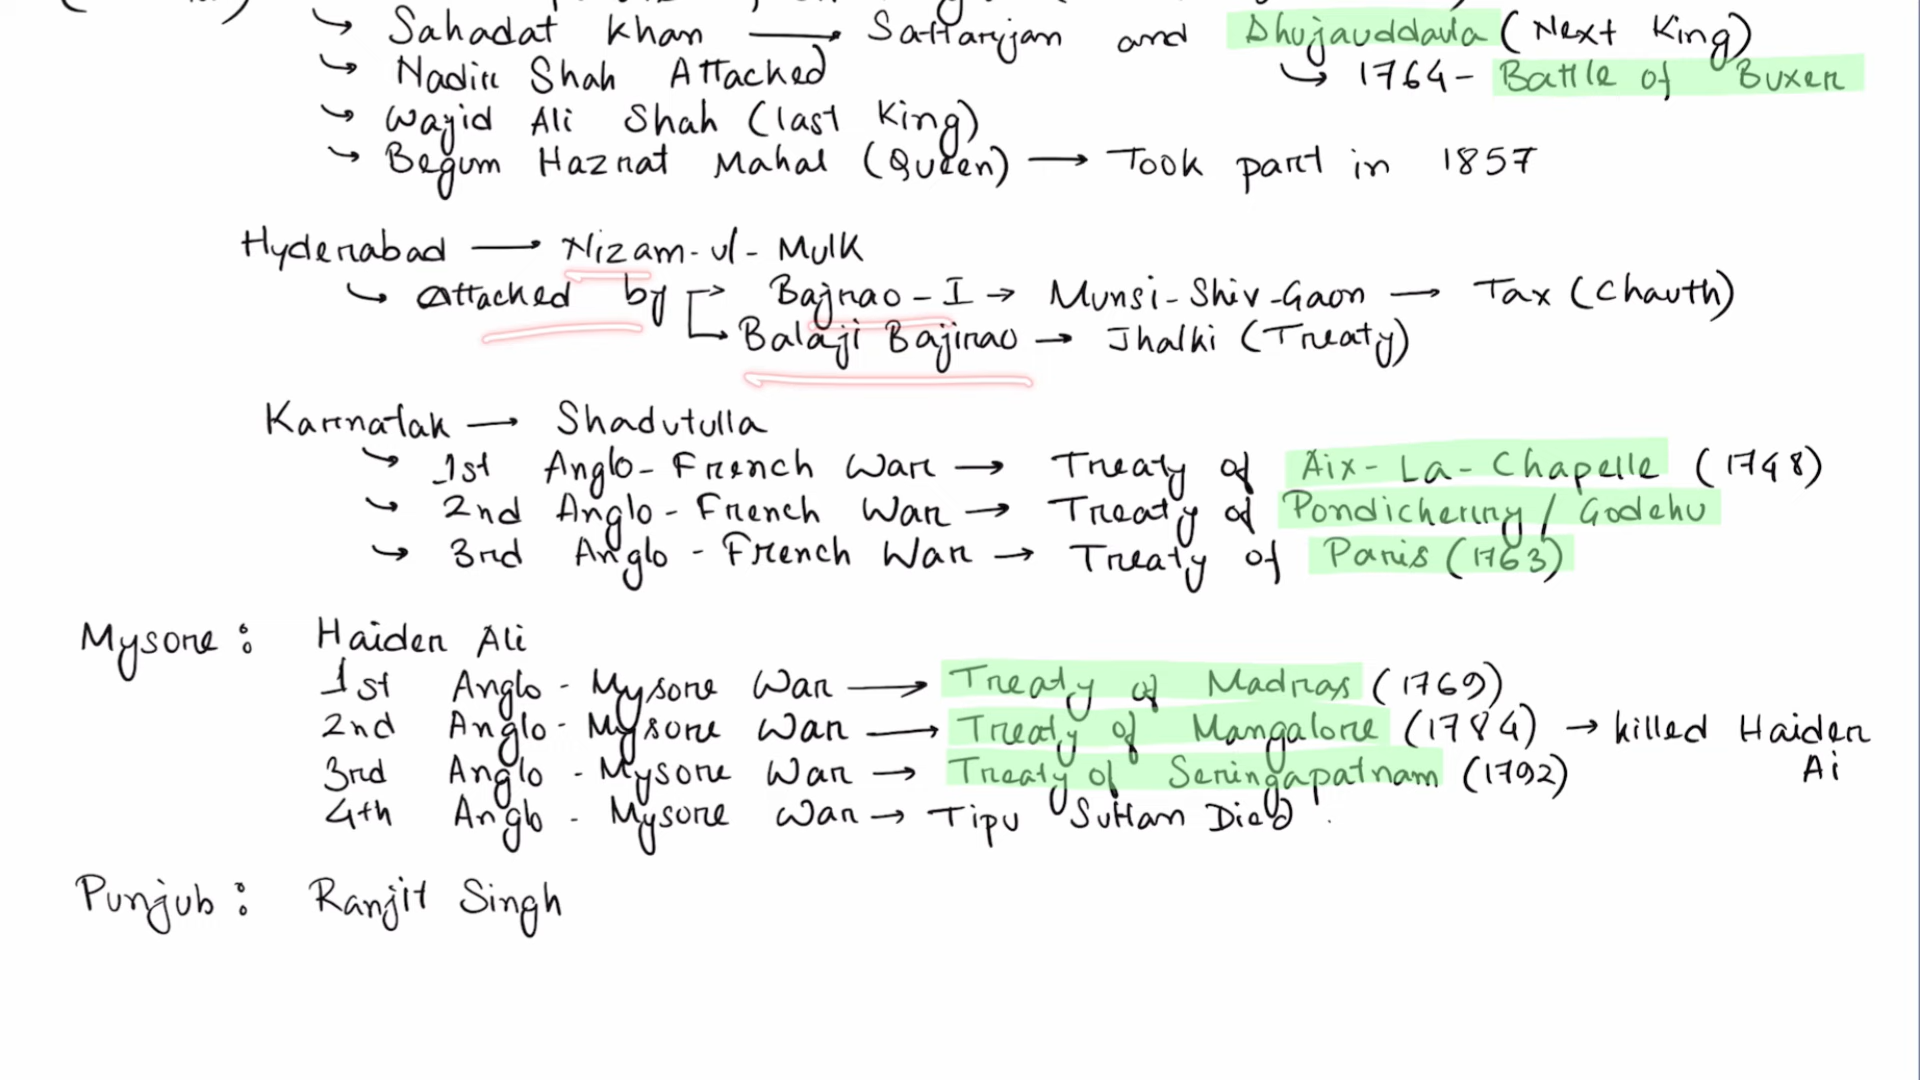 Sahadat Khan → Saffarjan and Shujauddaula (Next King)
Nadir Shah Attacked → 1764 - Battle of Buxer
Wajid Ali Shah (last King)
Begum Hazrat Mahal (Queen) → Took part in 1857
Hyderabad → Nizam-ul-Mulk
Attacked by → Bajrao-I → Munsi-Shiv-Gaon → Tax (Chauth)
Balaji Bajirao → Jhalki (Treaty)
Karnatak → Shadutulla
1st Anglo-French War → Treaty of Aix-La-Chapelle (1748)
2nd Anglo-French War → Treaty of Pondicherry / Godehu
3rd Anglo-French War → Treaty of Paris (1763)
Mysore: Haider Ali
1st Anglo-Mysore War → Treaty of Madras (1769)
2nd Anglo-Mysore War → Treaty of Mangalore (1784) → killed Haider
Ai
3rd Anglo-Mysore War → Treaty of Seringapatnam (1792)
4th Anglo-Mysore War → Tipu Sultan Died.
Punjub: Ranjit Singh